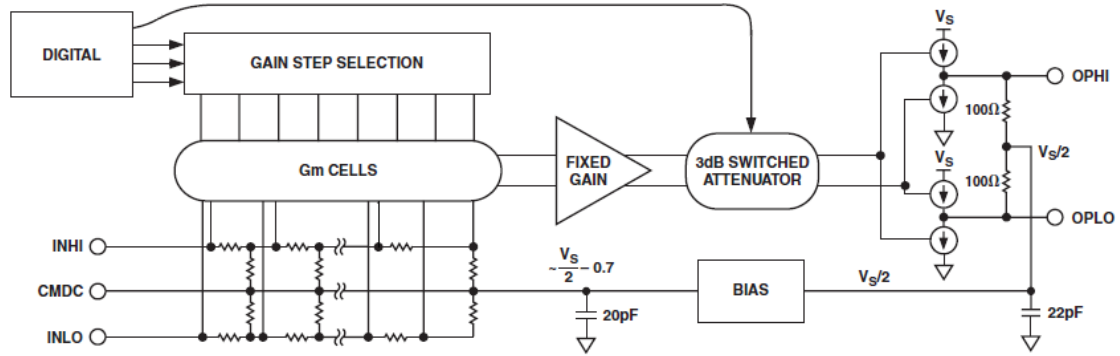 DIGITAL
GAIN STEP SELECTION
Gm CELLS
FIXED
GAIN
3dB SWITCHED
ATTENUATOR
VS
OPHI
100Ω
VS/2
VS
100Ω
OPLO
INHI
CMDC
INLO
~VS/2 – 0.7
20pF
BIAS
VS/2
22pF